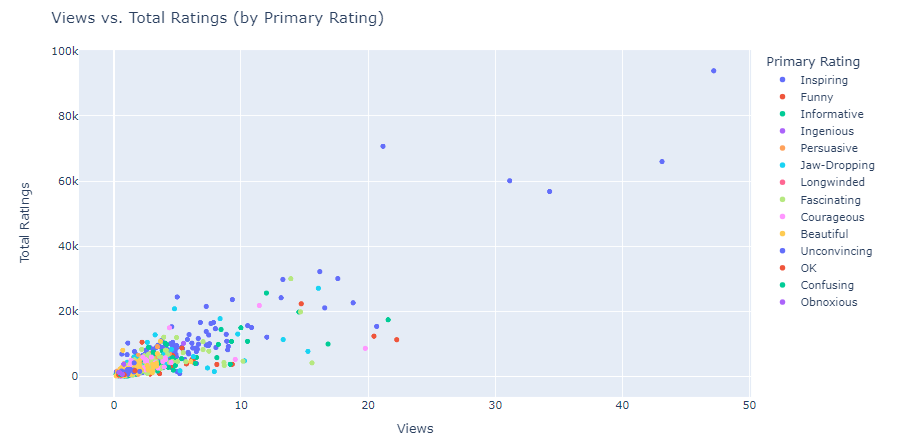 Views vs. Total Ratings (by Primary Rating)
100k
80k
60k
40k
20k
0
Total Ratings
0
10
20
30
40
50
Views
Primary Rating
Inspiring
Funny
Informative
Ingenious
Persuasive
Jaw-Dropping
Longwinded
Fascinating
Courageous
Beautiful
Unconvincing
OK
Confusing
Obnoxious